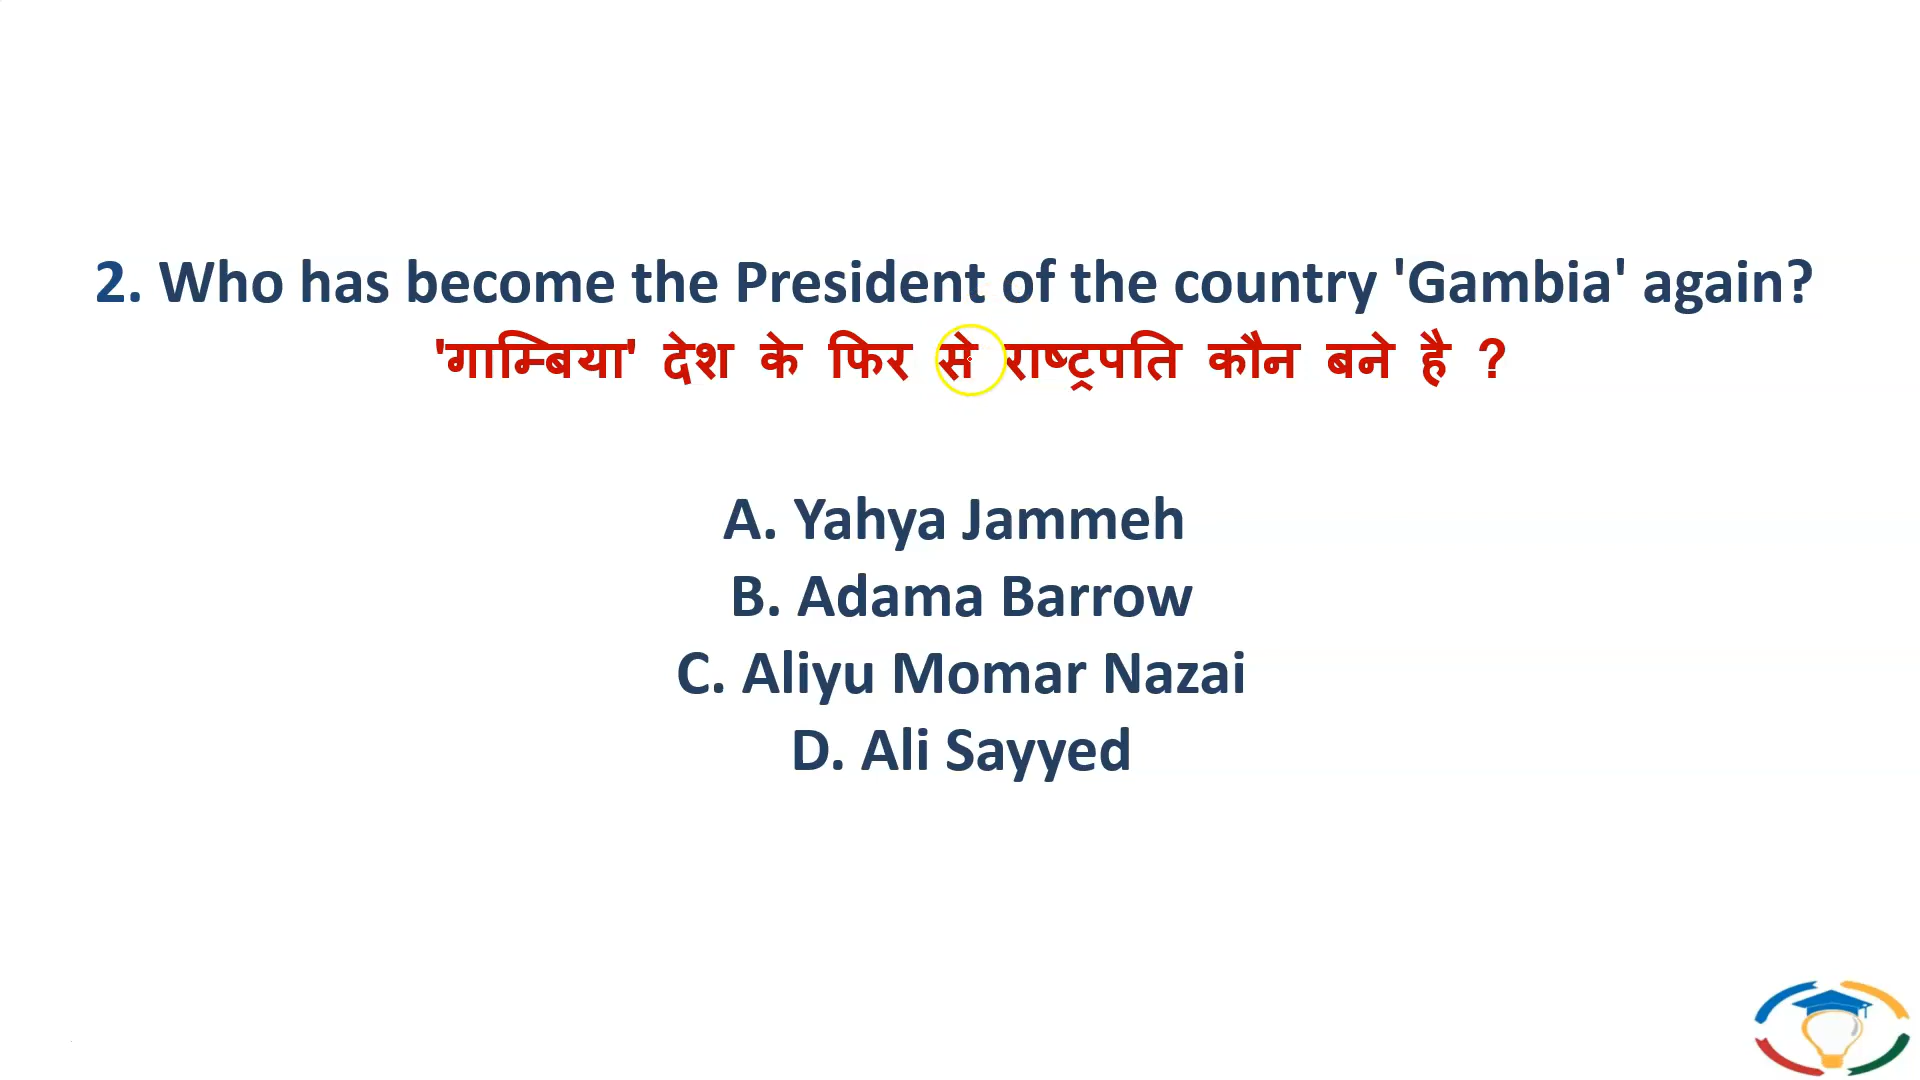 2. Who has become the President of the country 'Gambia' again?
'गाम्बिया' देश के फिर से राष्ट्रपति कौन बने है ?
A. Yahya Jammeh
B. Adama Barrow
C. Aliyu Momar Nazai
D. Ali Sayyed